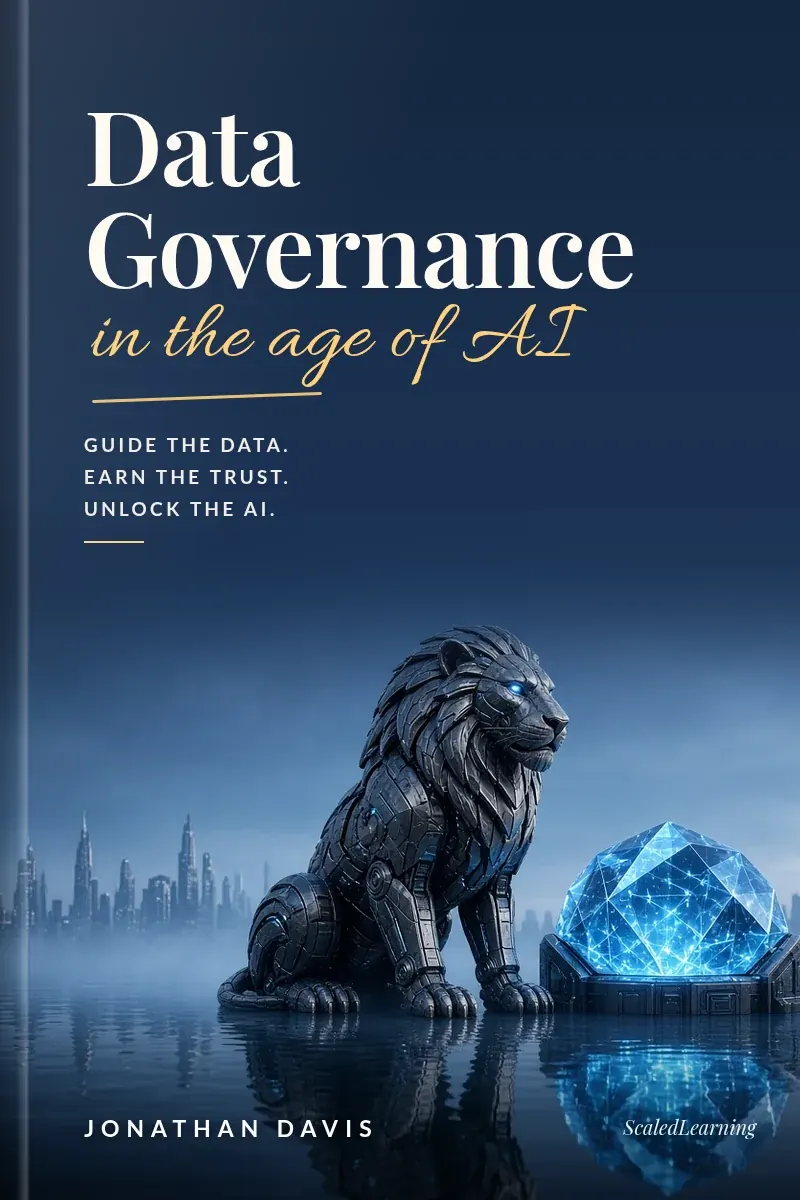 Data
Governance
in the age of AI
GUIDE THE DATA.
EARN THE TRUST.
UNLOCK THE AI.
JONATHAN DAVIS
ScaledLearning